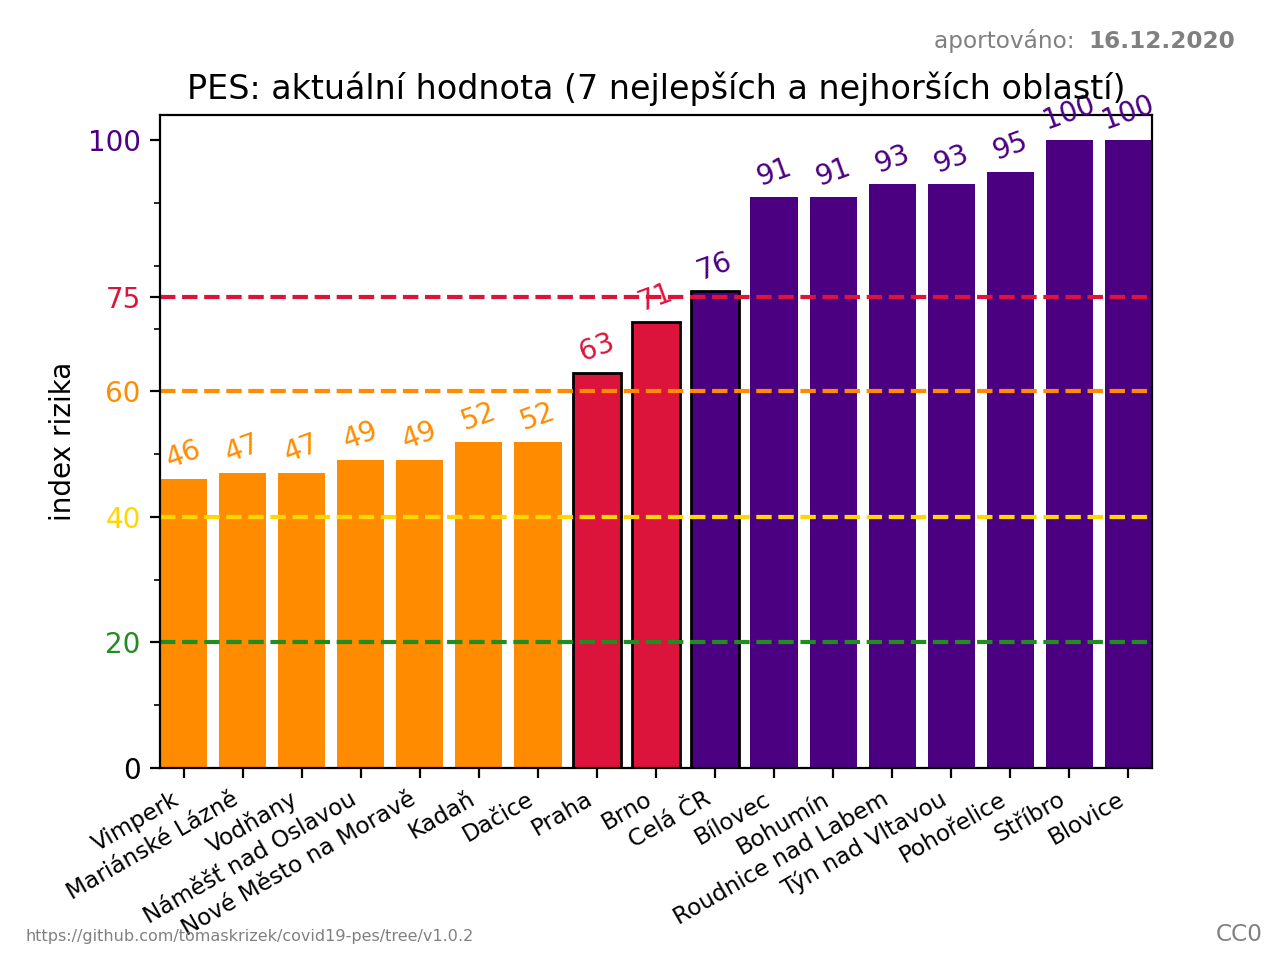 aportováno: 16.12.2020
PES: aktuální hodnota (7 nejlepších a nejhorších oblastí)
index rizika
100
75
60
40
20
0
46
47
47
49
49
52
52
63
71
76
91
91
93
93
95
100
100
Vimperk
Mariánské Lázně
Vodňany
Náměšť nad Oslavou
Nové Město na Moravě
Kadaň
Dačice
Praha
Brno
Celá ČR
Bílovec
Bohumín
Roudnice nad Labem
Týn nad Vltavou
Pohořelice
Stříbro
Blovice
https://github.com/tomaskrizek/covid19-pes/tree/v1.0.2
CC0